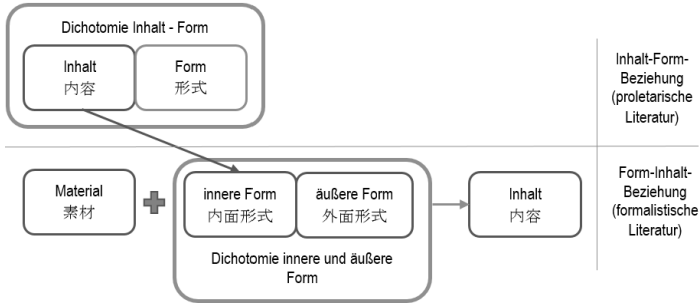 Dichotomie Inhalt - Form
Inhalt
内容
Form
形式
Inhalt-Form-
Beziehung
(proletarische
Literatur)
Material
素材
innere Form
内面形式
äußere Form
外面形式
Dichotomie innere und äußere
Form
Inhalt
内容
Form-Inhalt-
Beziehung
(formalistische
Literatur)